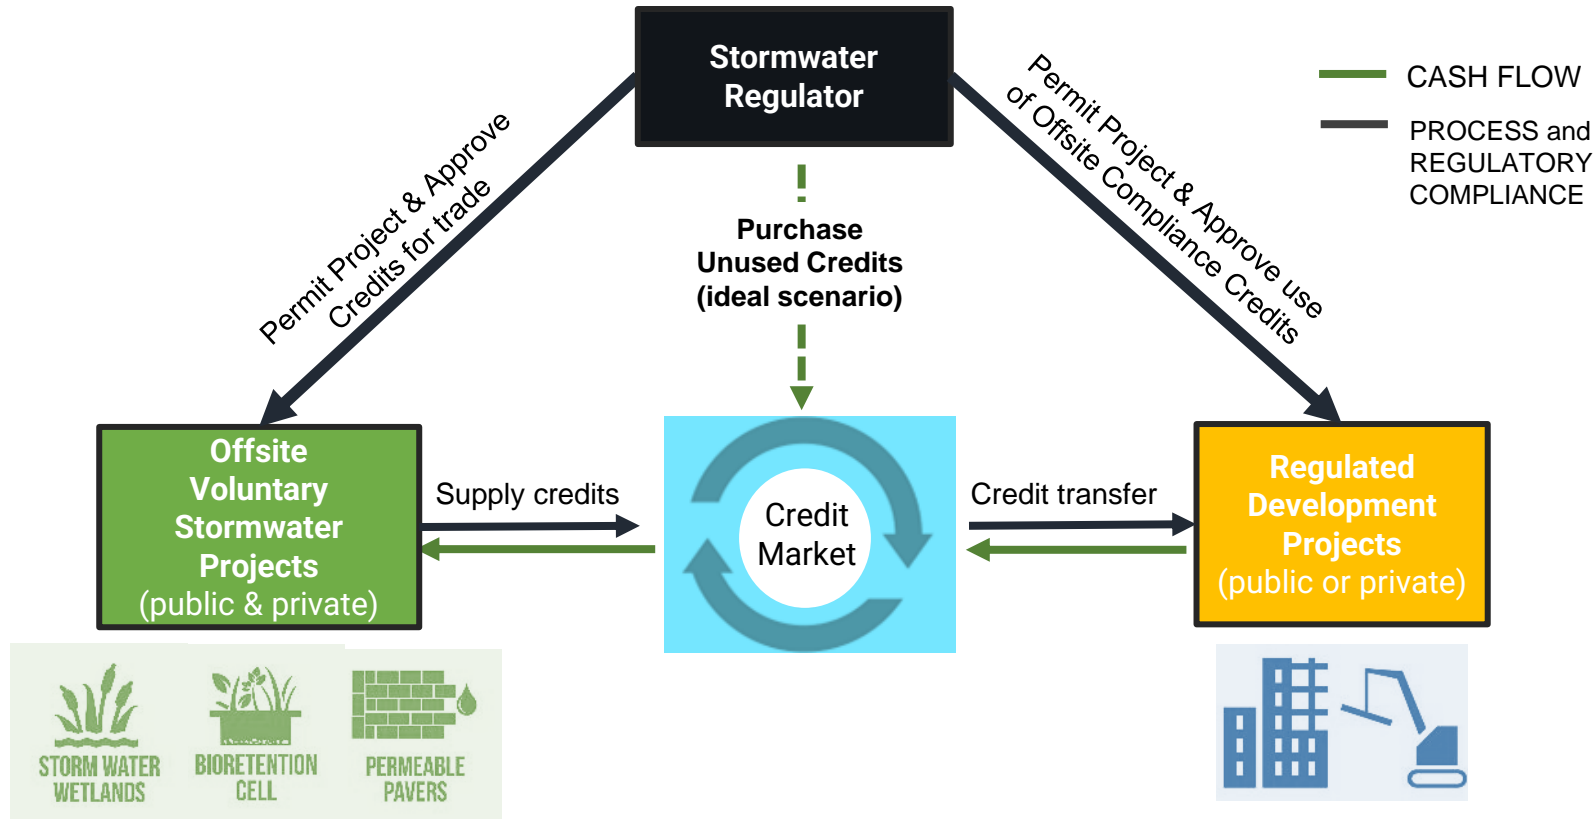 Stormwater
Regulator
CASH FLOW
PROCESS and
REGULATORY
COMPLIANCE
Permit Project & Approve
Credits for trade
Permit Project & Approve use
of Offsite Compliance Credits
Purchase
Unused Credits
(ideal scenario)
Offsite
Voluntary
Stormwater
Projects
(public & private)
Supply credits
Credit
Market
Credit transfer
Regulated
Development
Projects
(public or private)
STORM WATER
WETLANDS
BIORETENTION
CELL
PERMEABLE
PAVERS